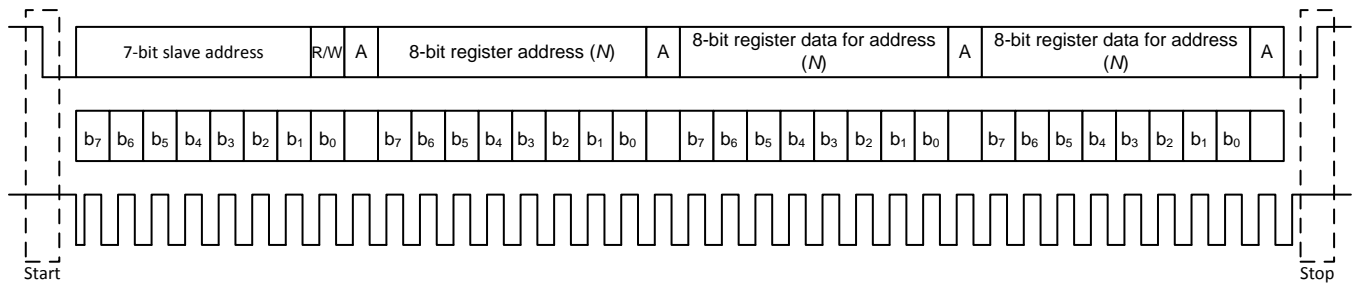 7-bit slave address R/W A 8-bit register address (N) A 8-bit register data for address (N) A 8-bit register data for address (N) A
b₇ b₆ b₅ b₄ b₃ b₂ b₁ b₀ b₇ b₆ b₅ b₄ b₃ b₂ b₁ b₀ b₇ b₆ b₅ b₄ b₃ b₂ b₁ b₀ b₇ b₆ b₅ b₄ b₃ b₂ b₁ b₀
Start Stop